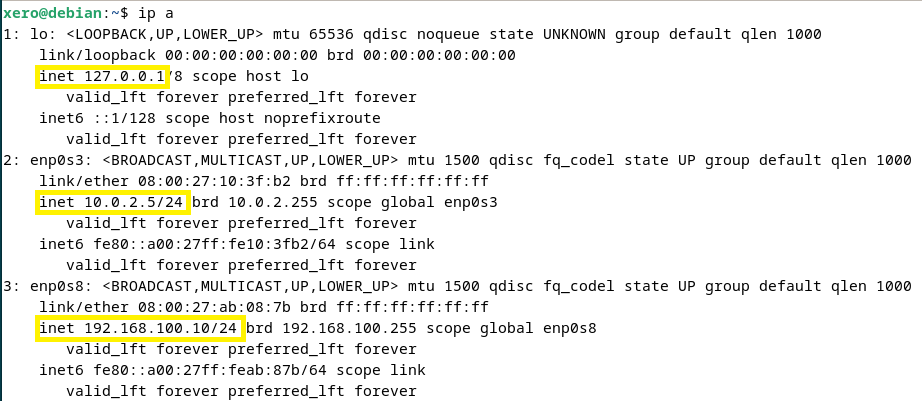 xero@debian:~$ ip a
1: lo: <LOOPBACK,UP,LOWER_UP> mtu 65536 qdisc noqueue state UNKNOWN group default qlen 1000
    link/loopback 00:00:00:00:00:00 brd 00:00:00:00:00:00
    inet 127.0.0.1/8 scope host lo
       valid_lft forever preferred_lft forever
    inet6 ::1/128 scope host noprefixroute
       valid_lft forever preferred_lft forever
2: enp0s3: <BROADCAST,MULTICAST,UP,LOWER_UP> mtu 1500 qdisc fq_codel state UP group default qlen 1000
    link/ether 08:00:27:10:3f:b2 brd ff:ff:ff:ff:ff:ff
    inet 10.0.2.5/24 brd 10.0.2.255 scope global enp0s3
       valid_lft forever preferred_lft forever
    inet6 fe80::a00:27ff:fe10:3fb2/64 scope link
       valid_lft forever preferred_lft forever
3: enp0s8: <BROADCAST,MULTICAST,UP,LOWER_UP> mtu 1500 qdisc fq_codel state UP group default qlen 1000
    link/ether 08:00:27:ab:08:7b brd ff:ff:ff:ff:ff:ff
    inet 192.168.100.10/24 brd 192.168.100.255 scope global enp0s8
       valid_lft forever preferred_lft forever
    inet6 fe80::a00:27ff:feab:87b/64 scope link
       valid_lft forever preferred_lft forever